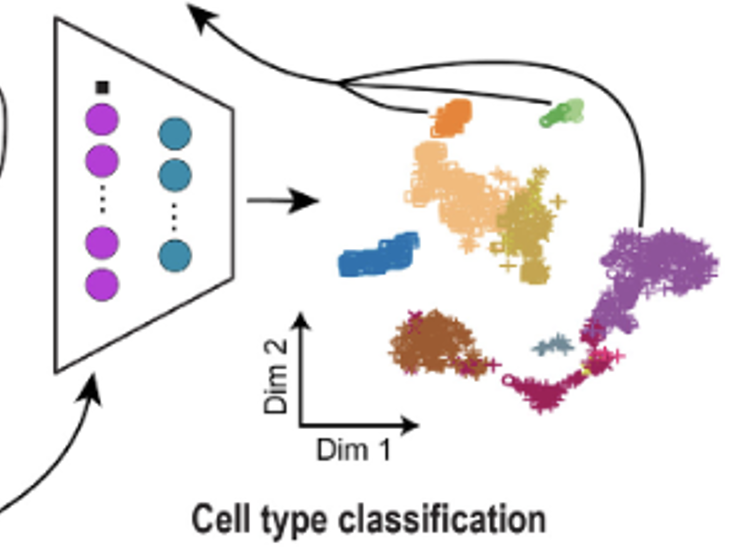 Dim 2
Dim 1
Cell type classification